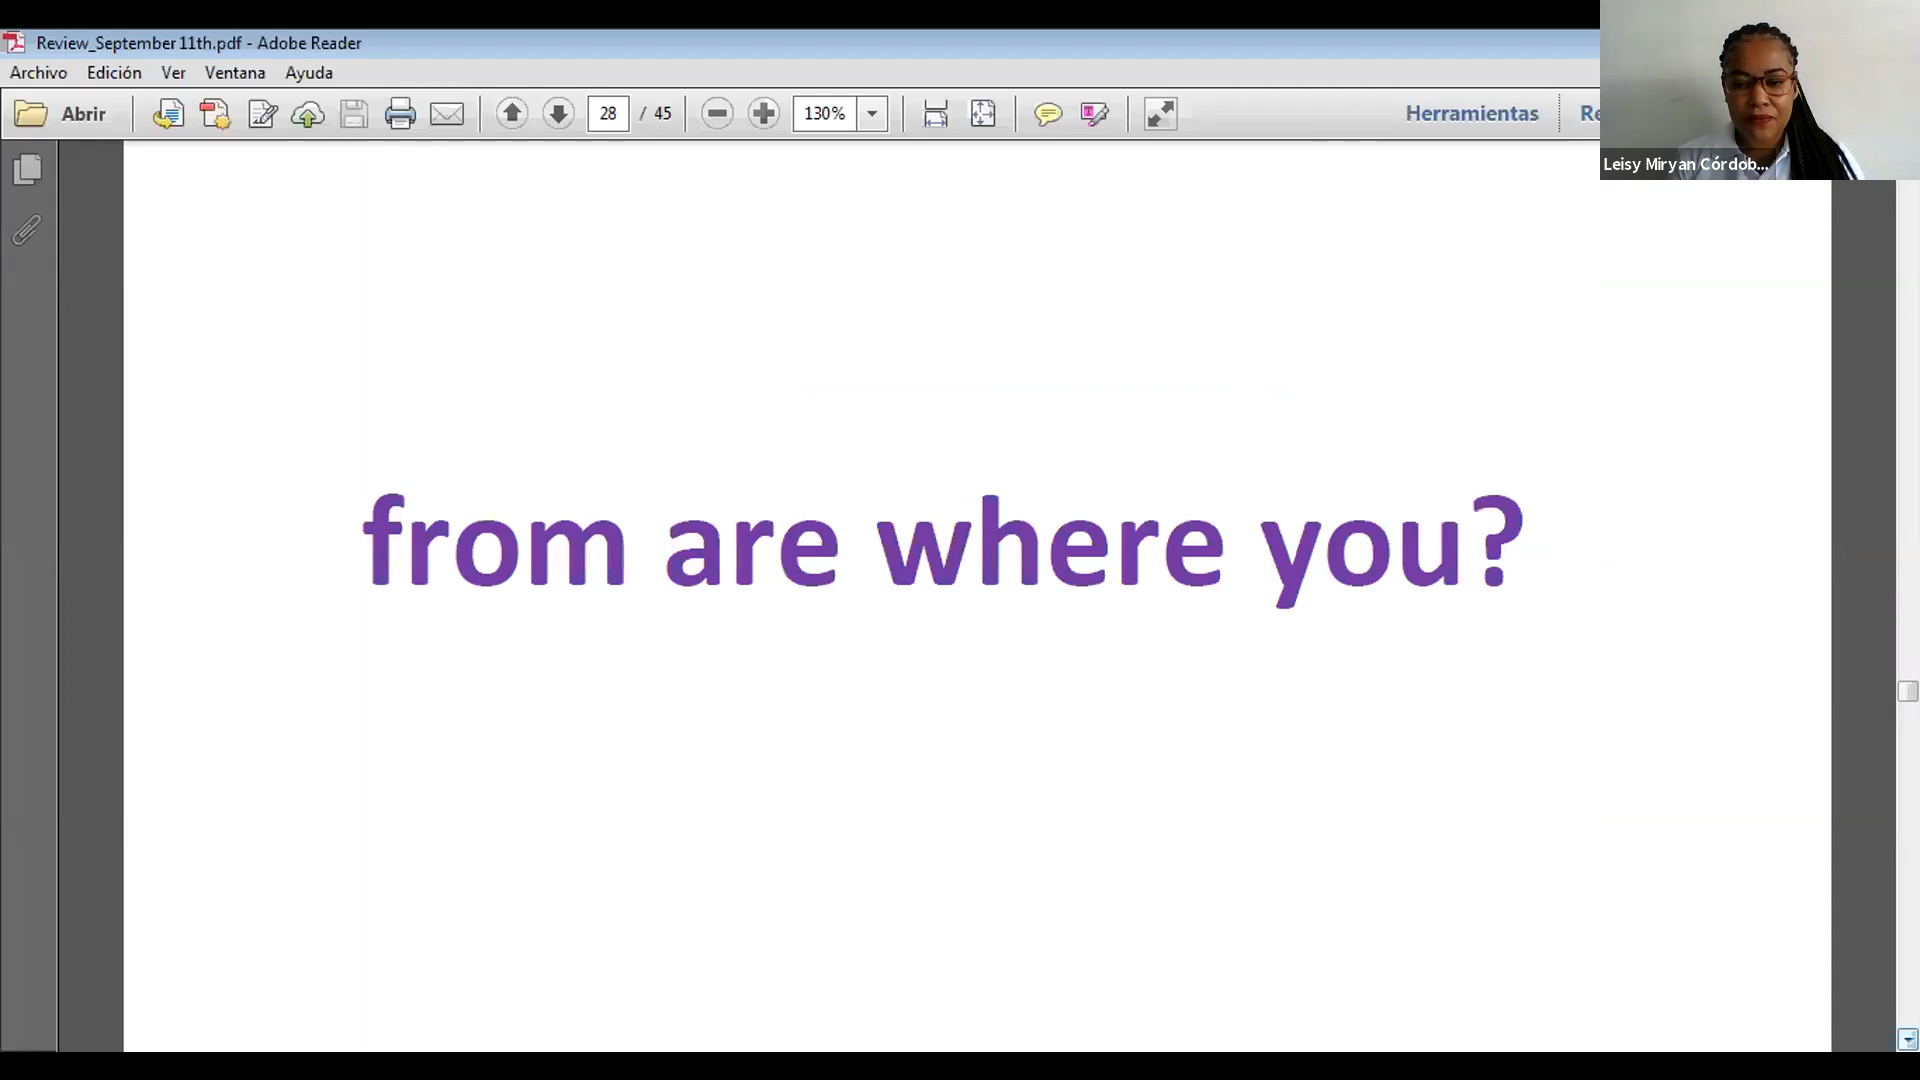 Review_September 11th.pdf - Adobe Reader
Archivo Edición Ver Ventana Ayuda
Abrir 28 / 45 130% Herramientas Re
Leisy Miryan Córdob...
from are where you?